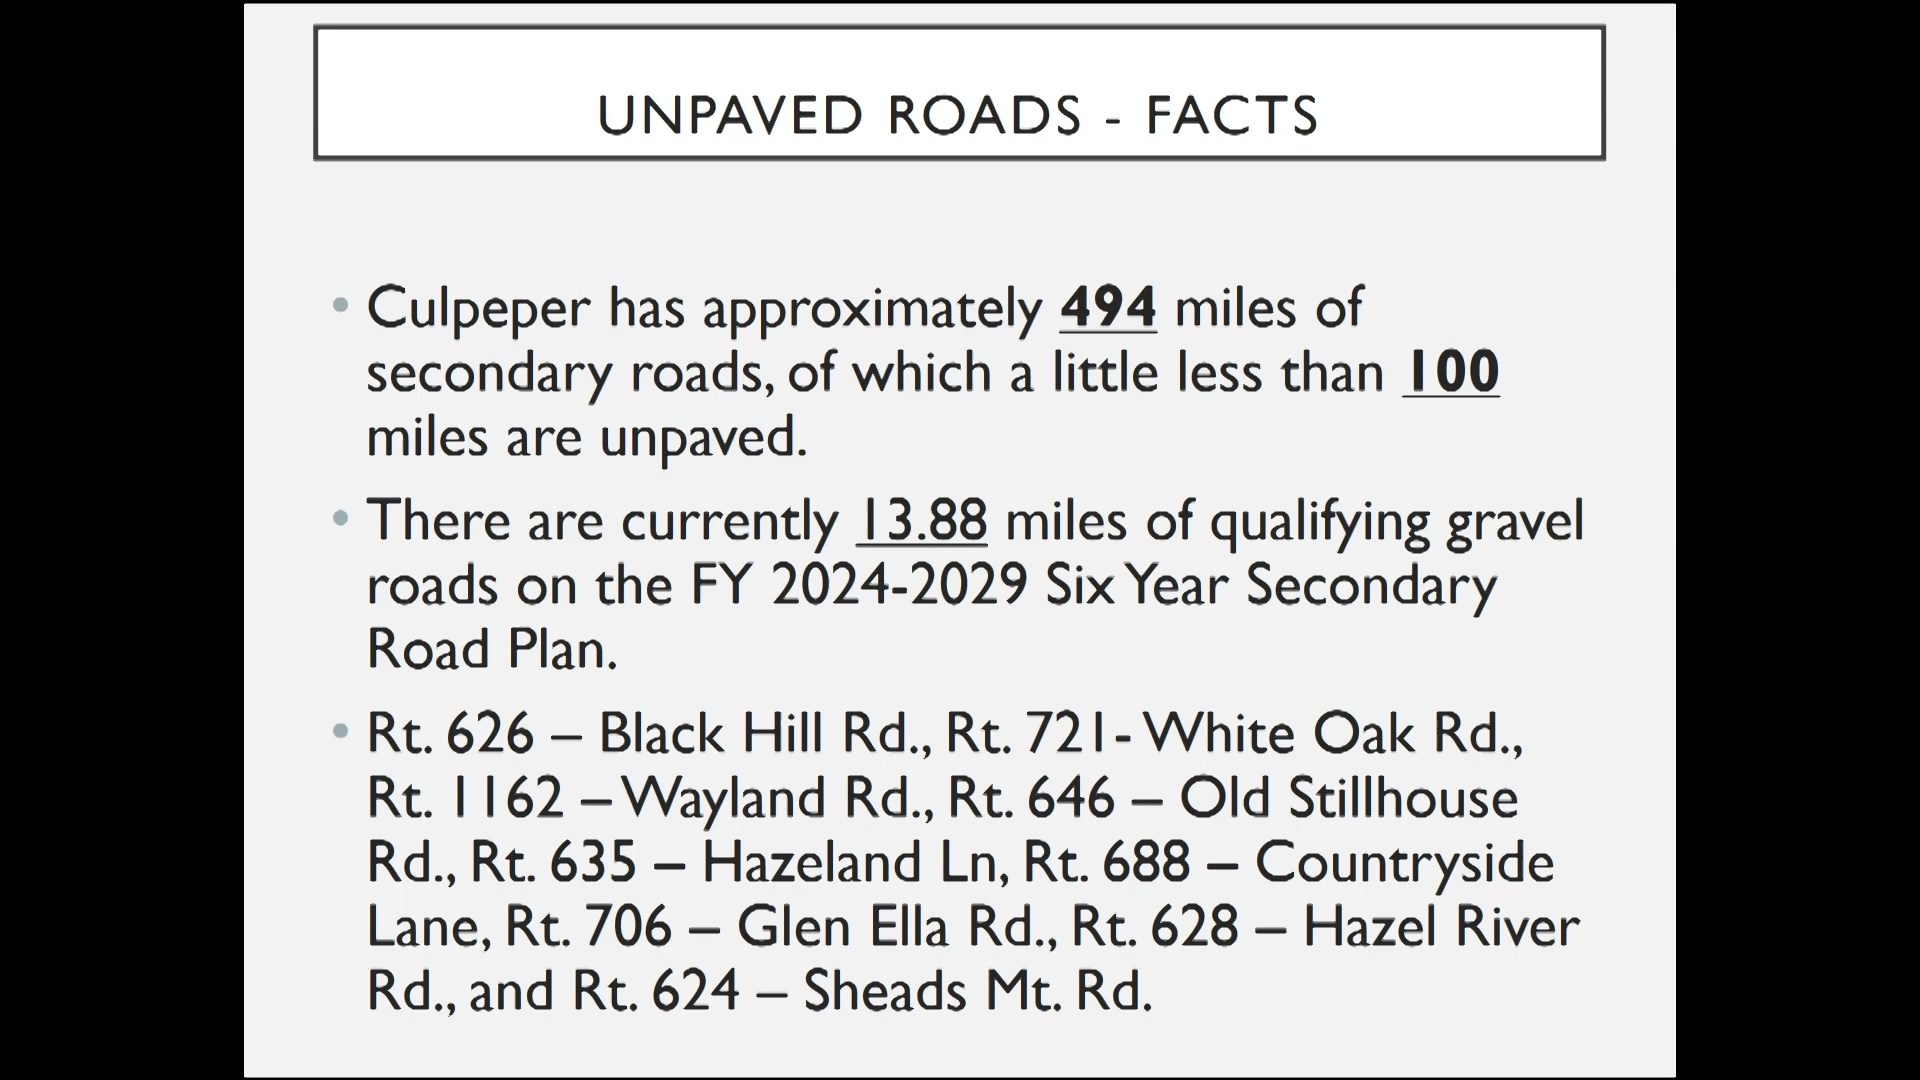 UNPAVED ROADS - FACTS
• Culpeper has approximately 494 miles of
secondary roads, of which a little less than 100
miles are unpaved.
• There are currently 13.88 miles of qualifying gravel
roads on the FY 2024-2029 Six Year Secondary
Road Plan.
• Rt. 626 – Black Hill Rd., Rt. 721- White Oak Rd.,
Rt. 1162 – Wayland Rd., Rt. 646 – Old Stillhouse
Rd., Rt. 635 – Hazeland Ln, Rt. 688 – Countryside
Lane, Rt. 706 – Glen Ella Rd., Rt. 628 – Hazel River
Rd., and Rt. 624 – Sheads Mt. Rd.